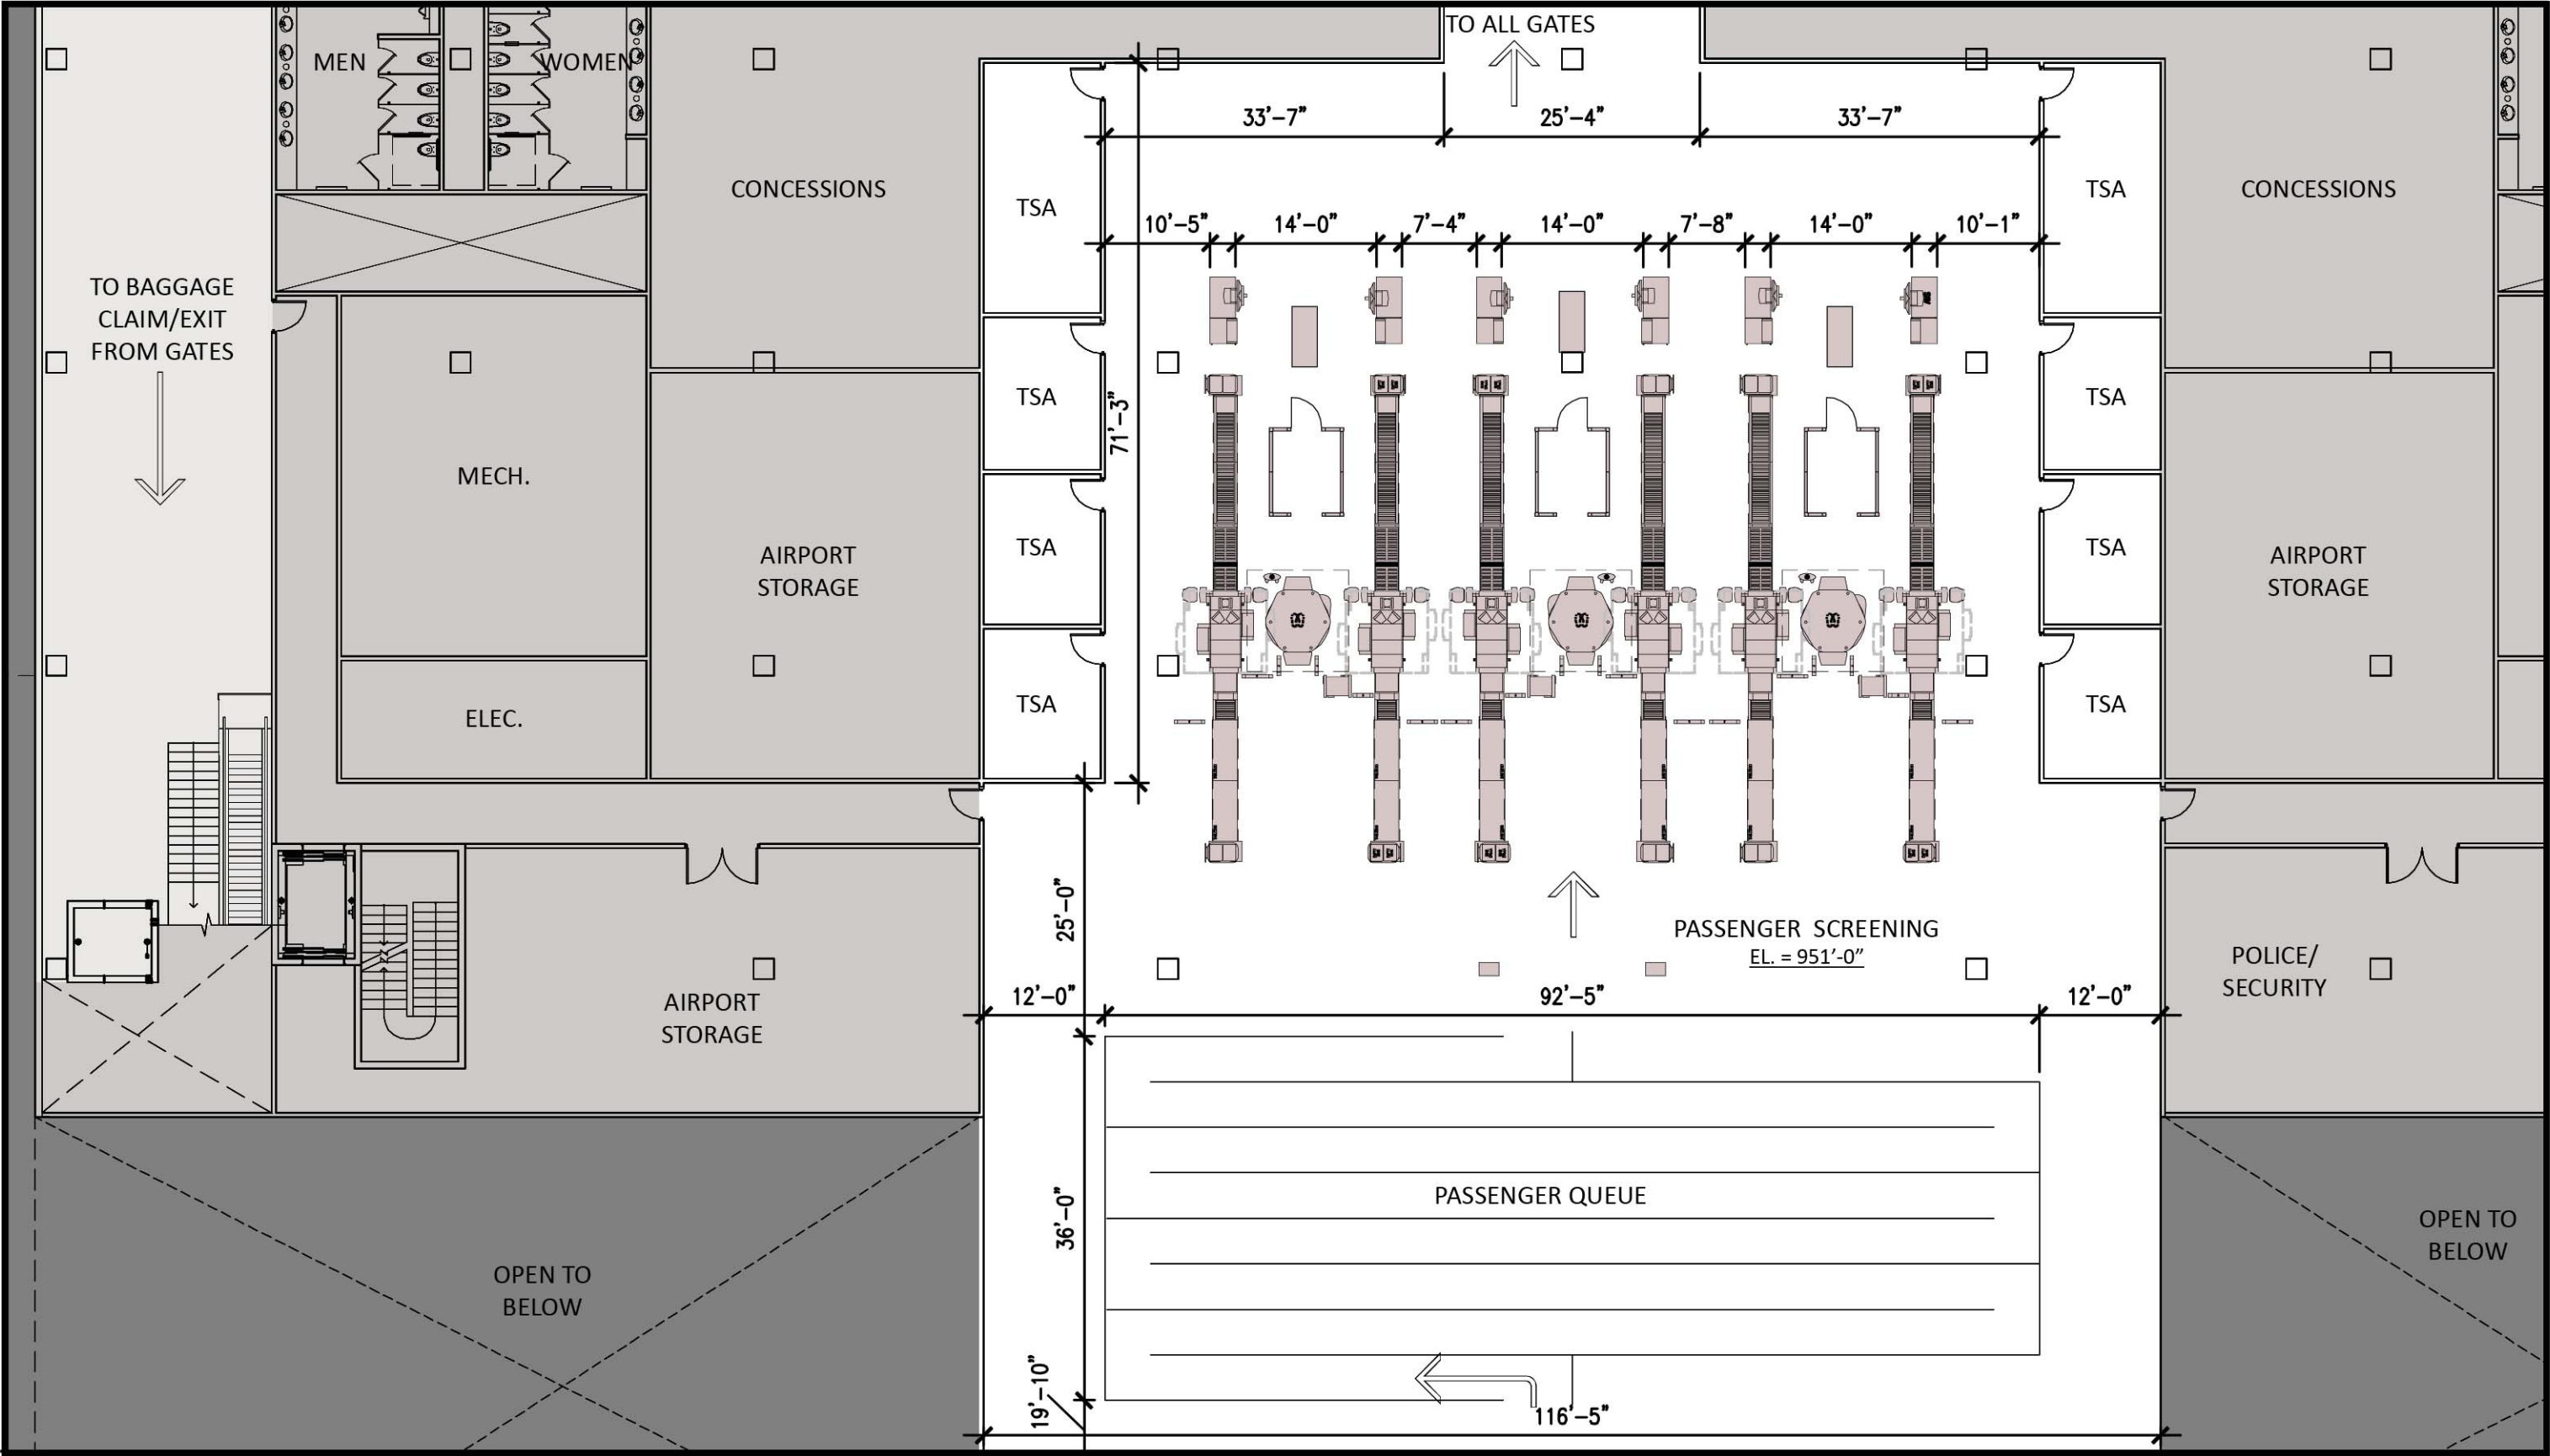 TO ALL GATES
MEN
WOMEN
33'–7"
25'–4"
33'–7"
CONCESSIONS
TSA
TSA
CONCESSIONS
10'–5"
14'–0"
7'–4"
14'–0"
7'–8"
14'–0"
10'–1"
TO BAGGAGE
CLAIM/EXIT
FROM GATES
TSA
71'–3"
TSA
MECH.
AIRPORT
STORAGE
TSA
TSA
AIRPORT
STORAGE
ELEC.
TSA
TSA
25'–0"
PASSENGER SCREENING
EL. = 951'-0"
POLICE/
SECURITY
AIRPORT
STORAGE
12'–0"
92'–5"
12'–0"
PASSENGER QUEUE
36'–0"
OPEN TO
BELOW
OPEN TO
BELOW
19'–10"
116'–5"